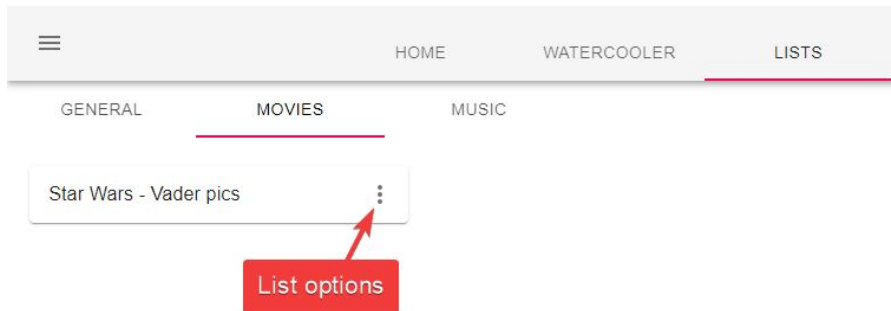 HOME WATERCOOLER LISTS
GENERAL MOVIES MUSIC
Star Wars - Vader pics
List options